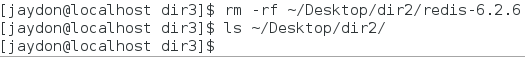 [jaydon@localhost dir3]$ rm -rf ~/Desktop/dir2/redis-6.2.6
[jaydon@localhost dir3]$ ls ~/Desktop/dir2/
[jaydon@localhost dir3]$